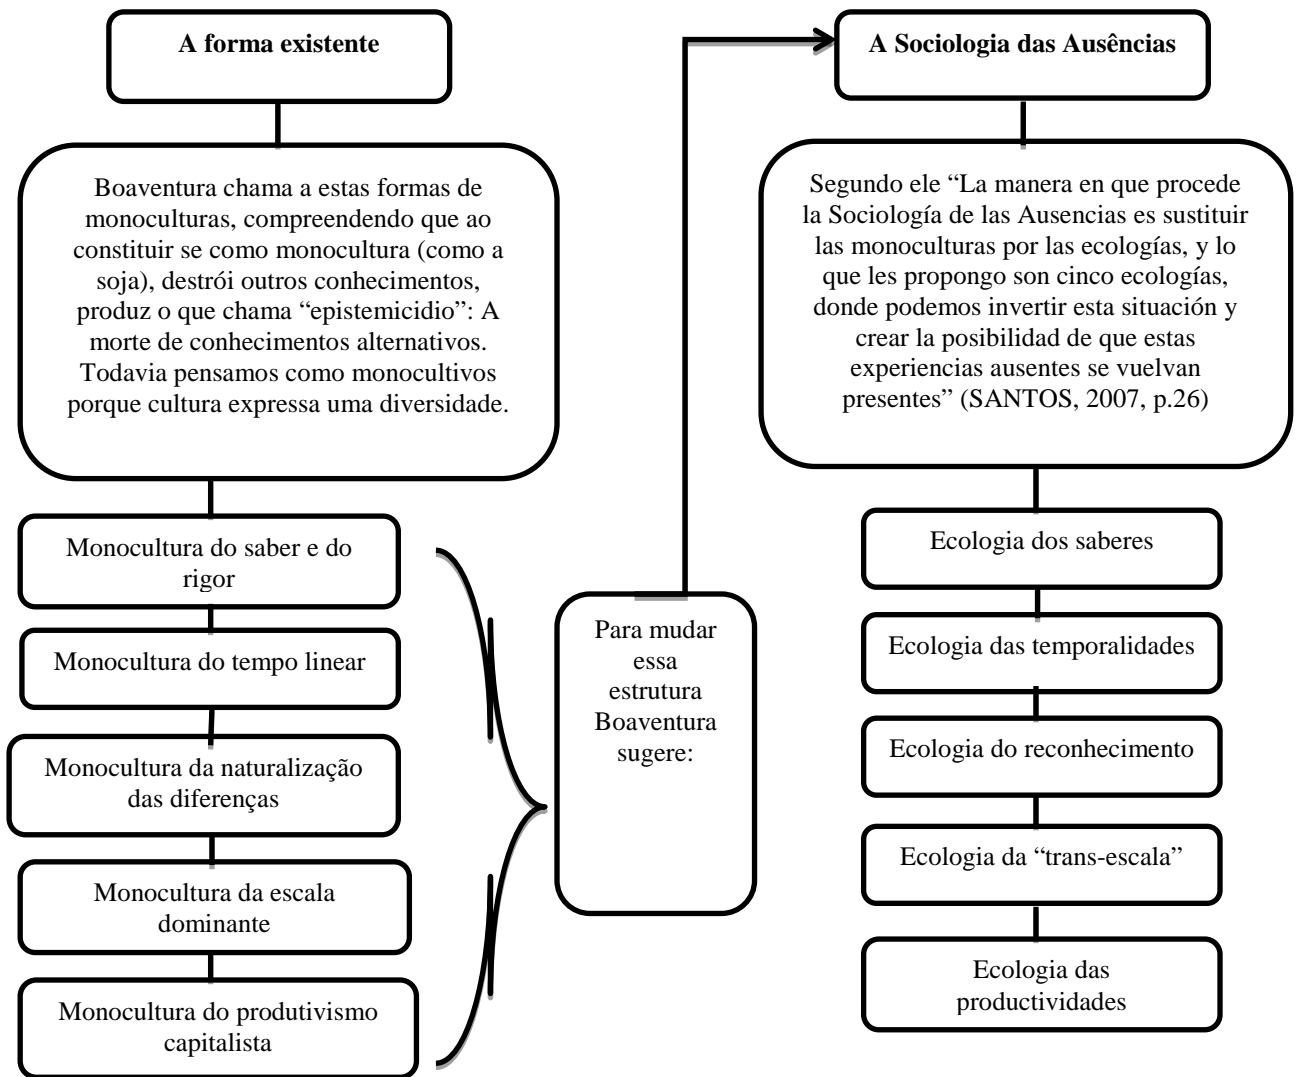 A forma existente
Boaventura chama a estas formas de
monoculturas, compreendendo que ao
constituir se como monocultura (como a
soja), destrói outros conhecimentos,
produz o que chama “epistemicidio”: A
morte de conhecimentos alternativos.
Todavia pensamos como monocultivos
porque cultura expressa uma diversidade.
Monocultura do saber e do
rigor
Monocultura do tempo linear
Monocultura da naturalização
das diferenças
Monocultura da escala
dominante
Monocultura do produtivismo
capitalista
Para mudar
essa
estrutura
Boaventura
sugere:
A Sociologia das Ausências
Segundo ele “La manera en que procede
la Sociología de las Ausencias es sustituir
las monoculturas por las ecologías, y lo
que les propongo son cinco ecologías,
donde podemos invertir esta situación y
crear la posibilidad de que estas
experiencias ausentes se vuelvan
presentes” (SANTOS, 2007, p.26)
Ecologia dos saberes
Ecologia das temporalidades
Ecologia do reconhecimento
Ecologia da “trans-escala”
Ecologia das
productividades